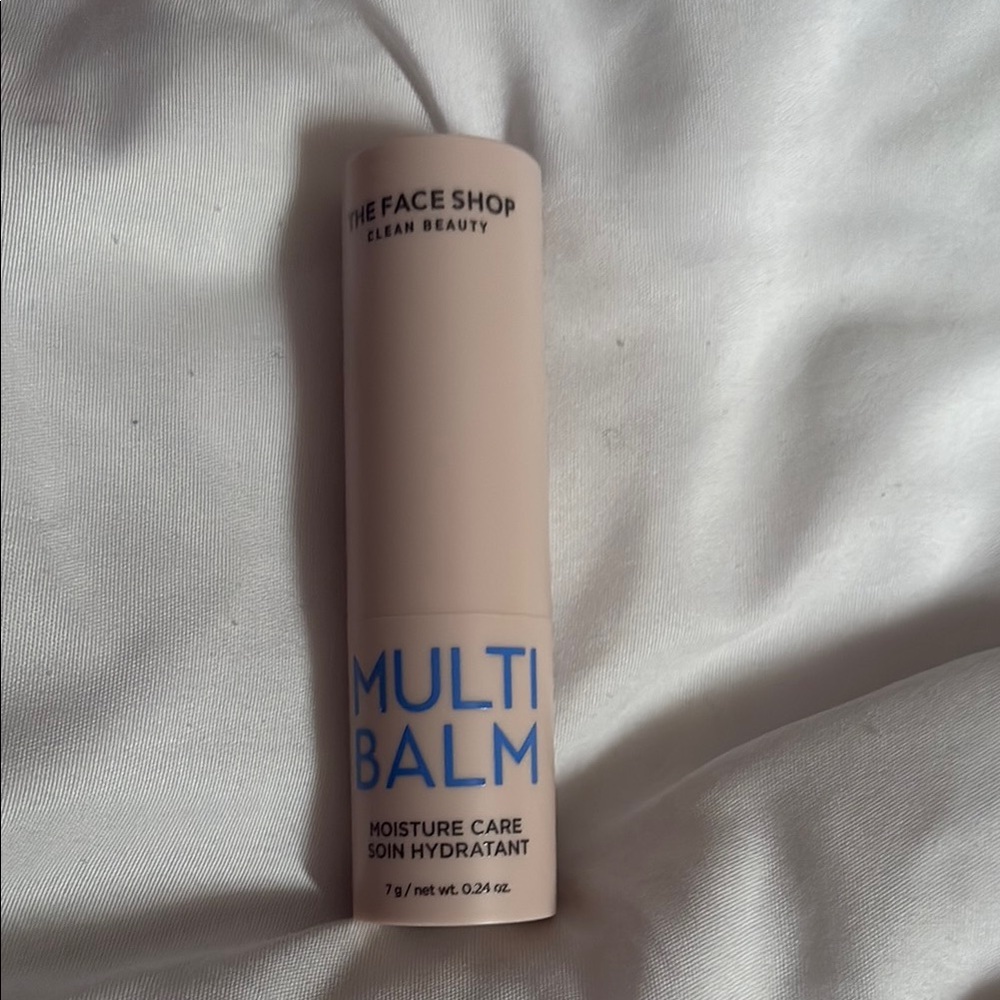 THE FACE SHOP
CLEAN BEAUTY
MULTI
BALM
MOISTURE CARE
SOIN HYDRATANT
7 g / net wt. 0.24 oz.